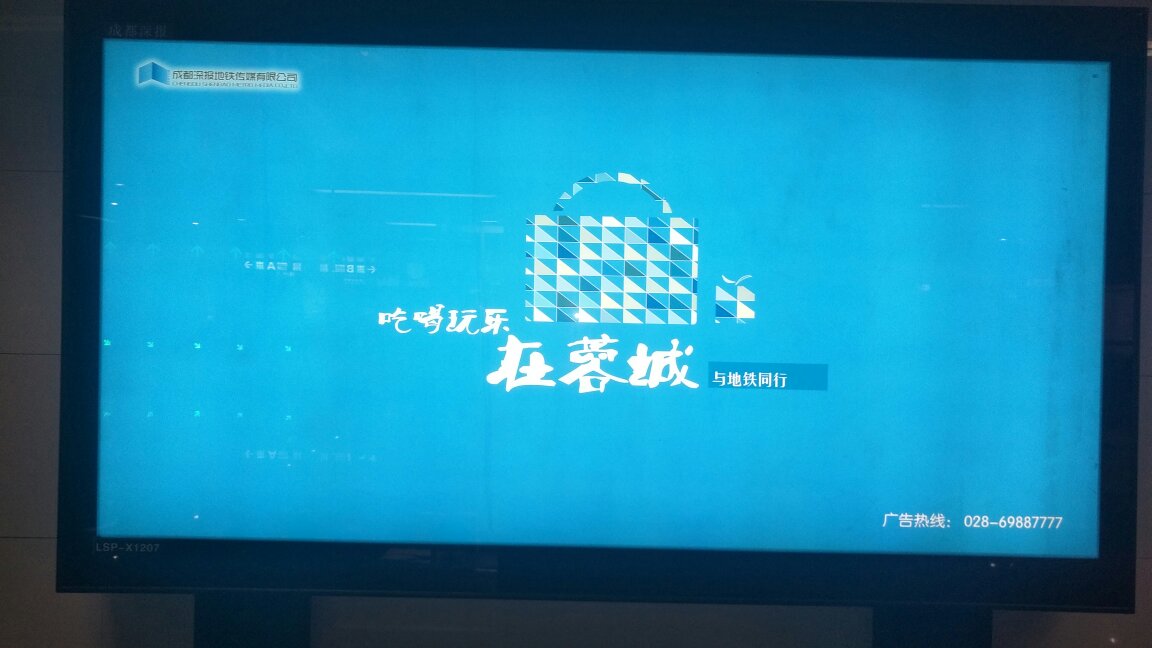 成都深报
成都深报地铁传媒有限公司
CHENGDU SHENBAO METRO MEDIA CO.,LTD.
吃喝玩乐
在蓉城
与地铁同行
广告热线： 028-69887777
LSP-X1207